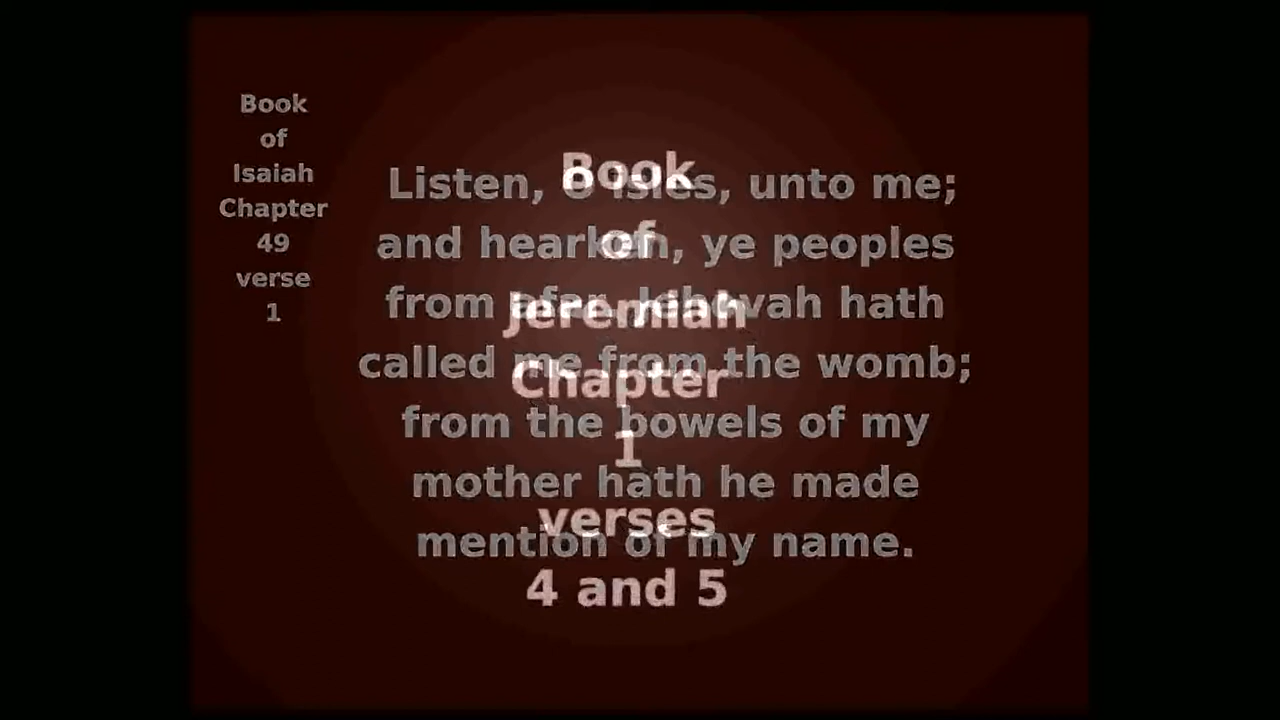 Book
of
Isaiah
Chapter
49
verse
1
Listen, O isles, unto me;
and hearken, ye peoples
from afar. Jehovah hath
called me from the womb;
from the bowels of my
mother hath he made
mention of my name.
Book
of
Jeremiah
Chapter
1
verses
4 and 5